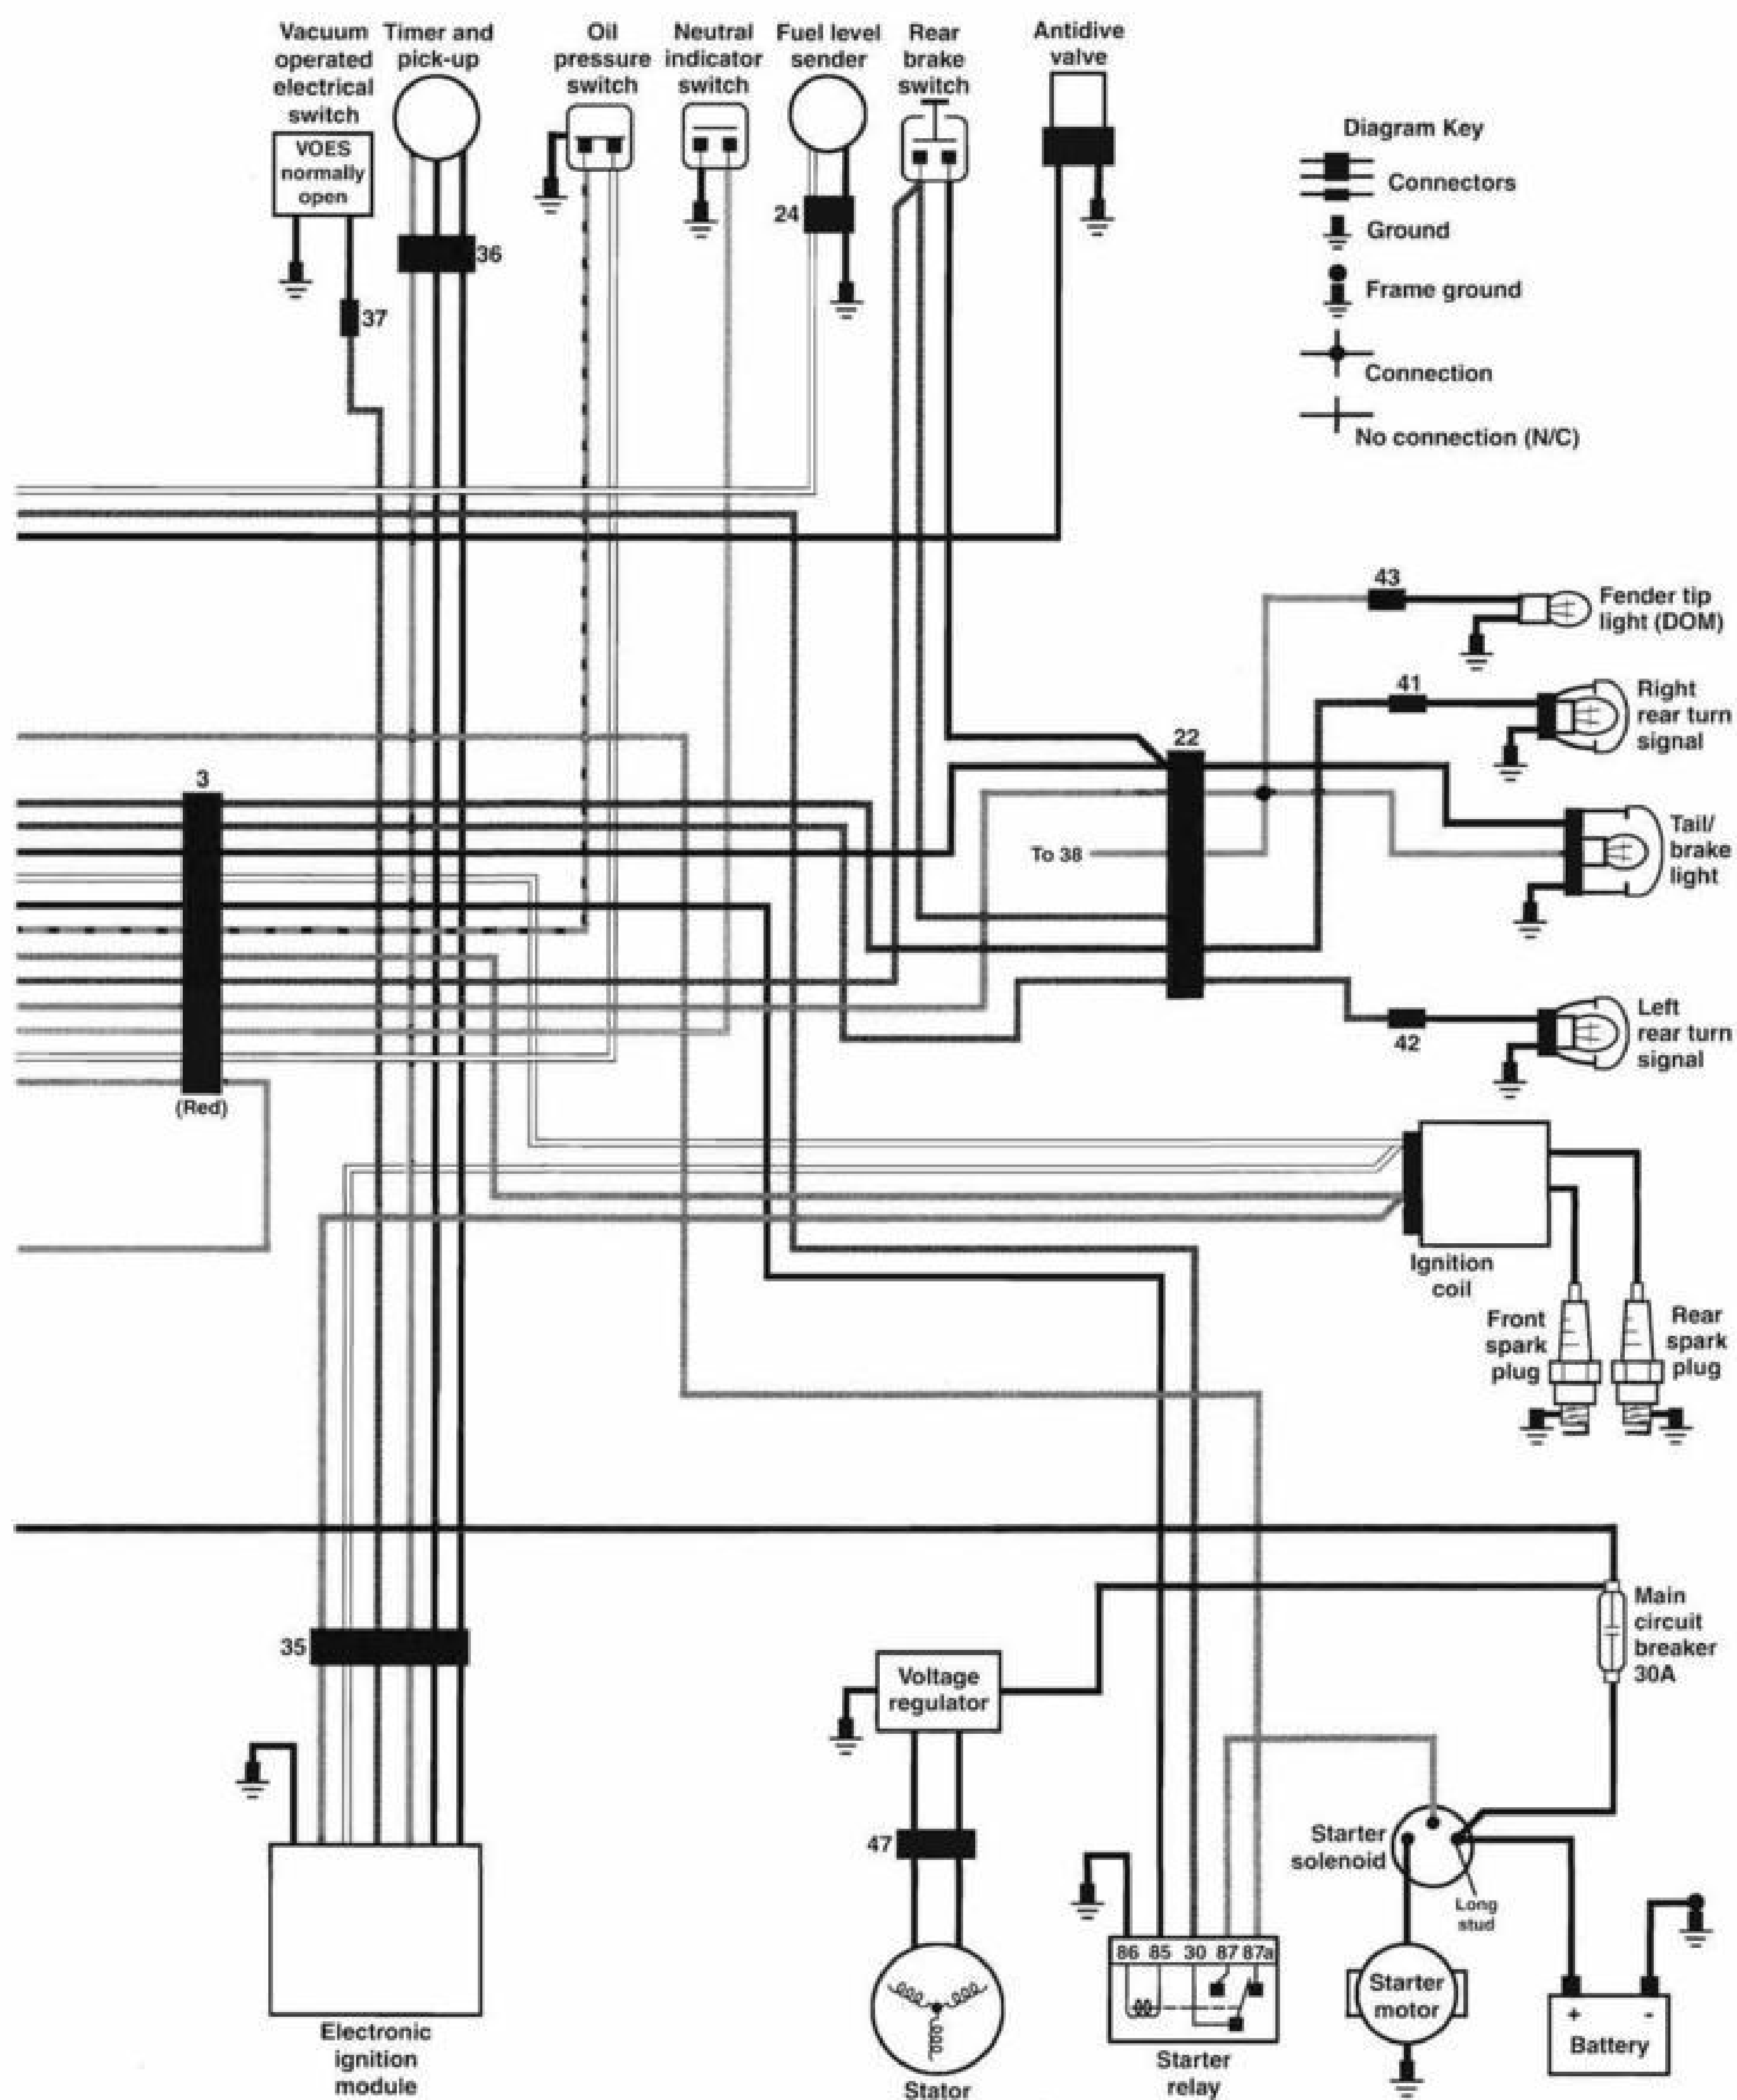 Vacuum
operated
electrical
switch
VOES
normally
open
37
Timer and
pick-up
36
Oil
pressure
switch
Neutral
indicator
switch
Fuel level
sender
24
Rear
brake
switch
Antidive
valve
Diagram Key
Connectors
Ground
Frame ground
Connection
No connection (N/C)
43
Fender tip
light (DOM)
41
Right
rear turn
signal
22
3
To 38
Tail/
brake
light
42
Left
rear turn
signal
(Red)
Ignition
coil
Front
spark
plug
Rear
spark
plug
35
Main
circuit
breaker
30A
Voltage
regulator
47
Starter
solenoid
Long
stud
86 85 30 87 87a
Starter
motor
+ -
Battery
Electronic
ignition
module
Stator
Starter
relay